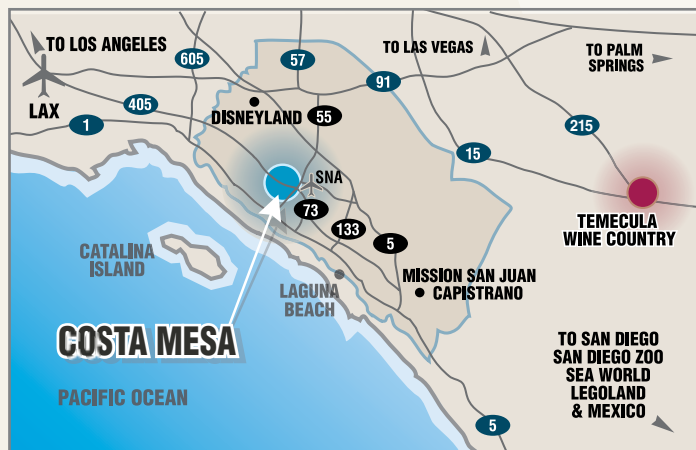 TO LOS ANGELES
605
57
TO LAS VEGAS
TO PALM
SPRINGS
91
LAX
405
DISNEYLAND
55
1
215
15
SNA
73
133
5
TEMECULA
WINE COUNTRY
CATALINA
ISLAND
LAGUNA
BEACH
MISSION SAN JUAN
CAPISTRANO
COSTA MESA
PACIFIC OCEAN
TO SAN DIEGO
SAN DIEGO ZOO
SEA WORLD
LEGOLAND
& MEXICO
5